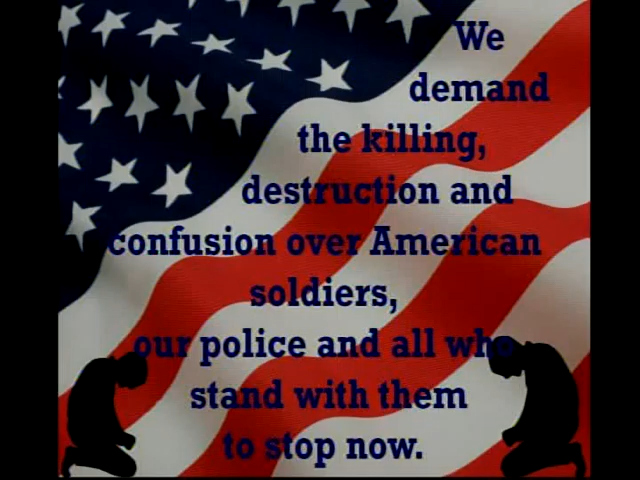 We
demand
the killing,
destruction and
confusion over American
soldiers,
our police and all who
stand with them
to stop now.